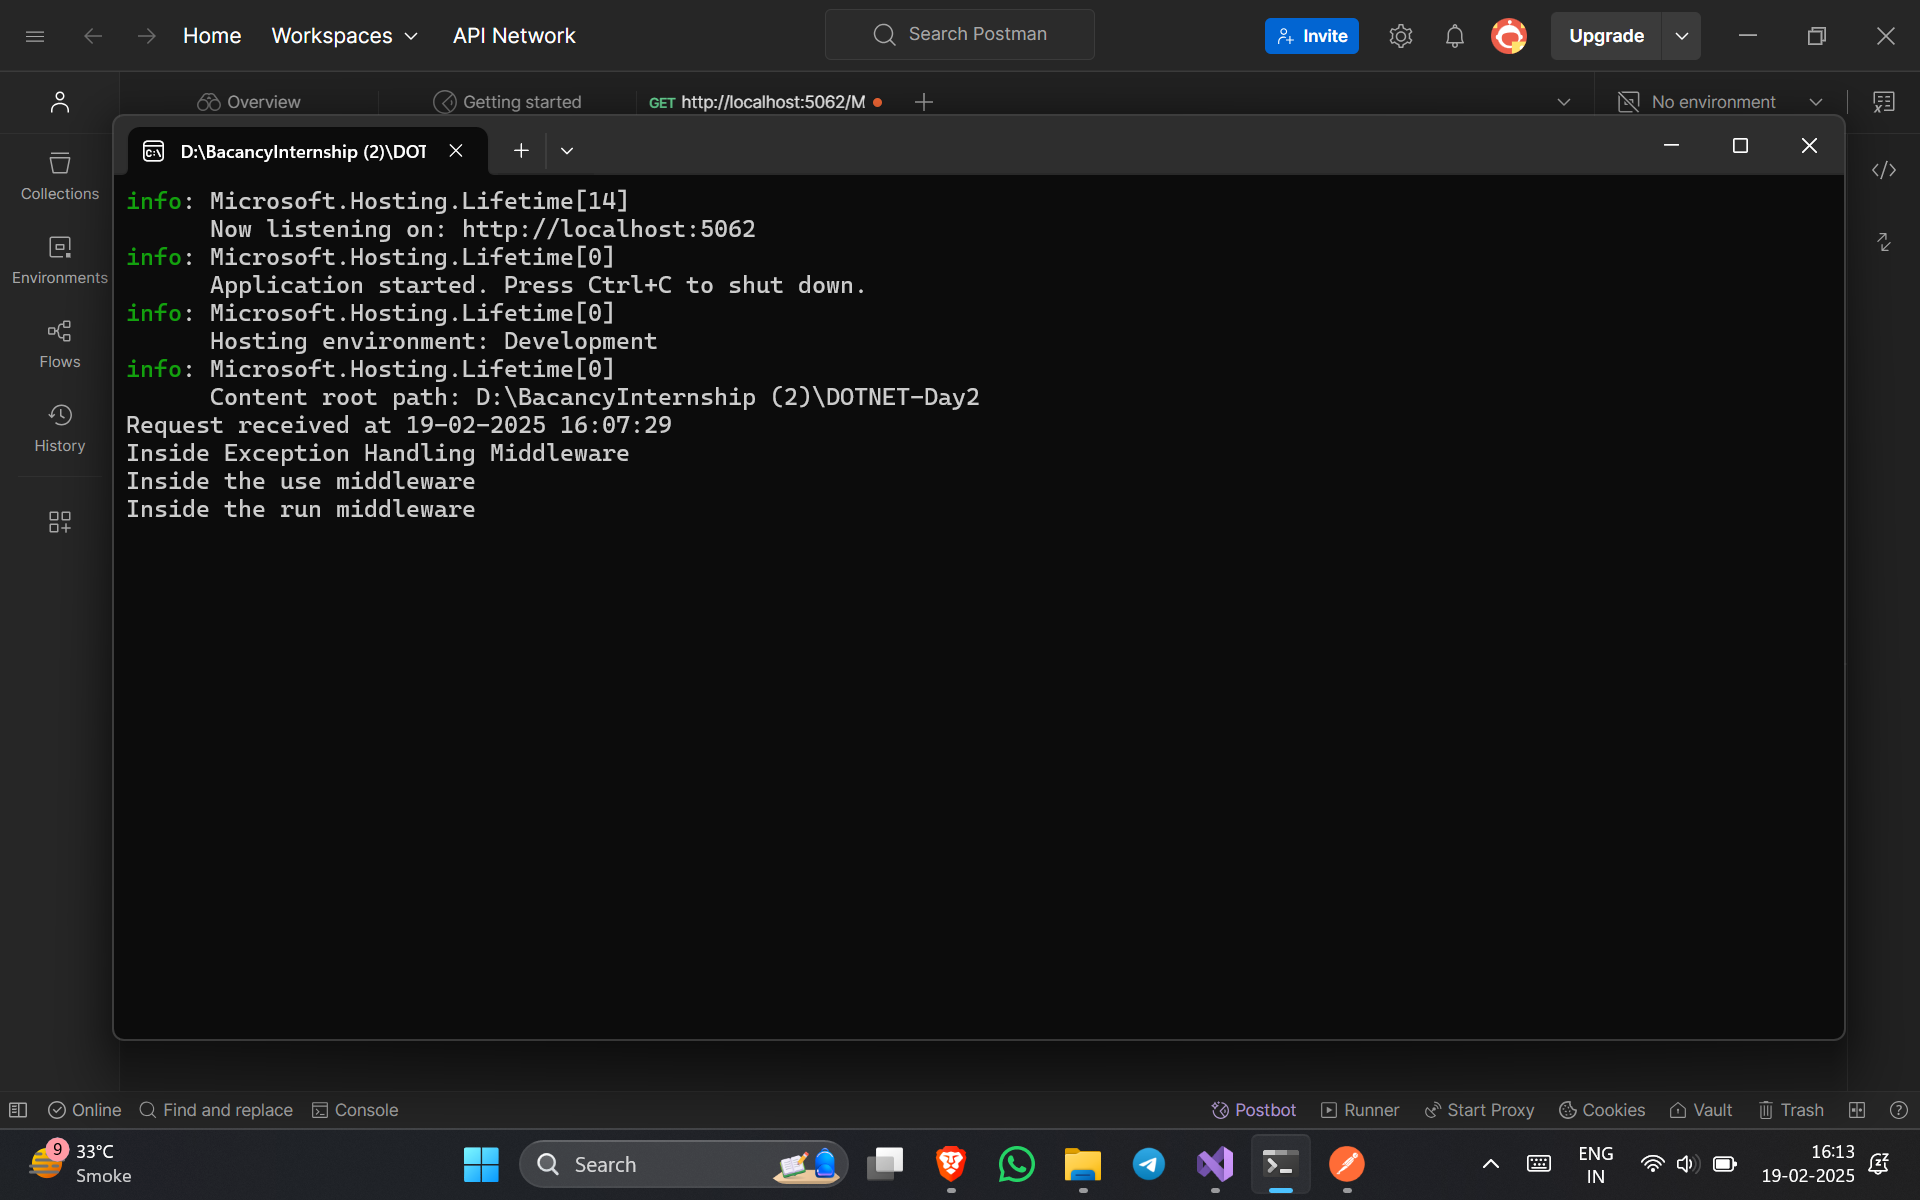 Home
Workspaces
API Network
Search Postman
Invite
Upgrade
Overview
Getting started
GET http://localhost:5062/M
No environment
Collections
Environments
Flows
History
D:\BacancyInternship (2)\DOT
info: Microsoft.Hosting.Lifetime[14]
Now listening on: http://localhost:5062
info: Microsoft.Hosting.Lifetime[0]
Application started. Press Ctrl+C to shut down.
info: Microsoft.Hosting.Lifetime[0]
Hosting environment: Development
info: Microsoft.Hosting.Lifetime[0]
Content root path: D:\BacancyInternship (2)\DOTNET-Day2
Request received at 19-02-2025 16:07:29
Inside Exception Handling Middleware
Inside the use middleware
Inside the run middleware
Online
Find and replace
Console
Postbot
Runner
Start Proxy
Cookies
Vault
Trash
9
33°C
Smoke
Search
ENG
IN
16:13
19-02-2025